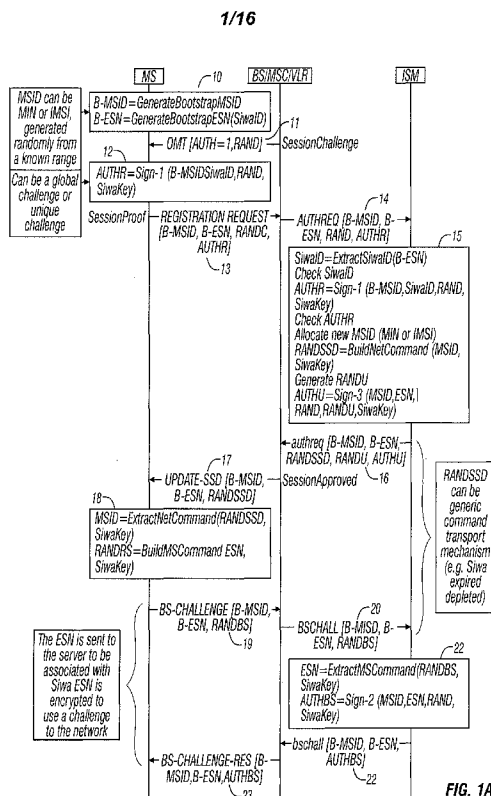 1/16
MS
BS/MSC/VLR
ISM
10
MSID can be
MIN or IMSI,
generated
randomly from
a known range
B-MSID=GenerateBootstrapMSID
B-ESN=GenerateBootstrapESN(SiwaID)
11
OMT [AUTH=1,RAND]
SessionChallenge
12
Can be a global
challenge or
unique
challenge
AUTHR=Sign-1 (B-MSIDSiwaID,RAND,
SiwaKey)
SessionProof
REGISTRATION REQUEST
[B-MSID, B-ESN, RANDC,
AUTHR]
13
14
AUTHREQ [B-MSID, B-
ESN, RAND, AUTHR]
15
SiwaID=ExtractSiwaID(B-ESN)
Check SiwaID
AUTHR=Sign-1 (B-MSID,SiwaID,RAND,
SiwaKey)
Check AUTHR
Allocate new MSID (MIN or IMSI)
RANDSSD=BuildNetCommand (MSID,
SiwaKey)
Generate RANDU
AUTHU=Sign-3 (MSID,ESN,
RAND,RANDU,SiwaKey)
authreq [B-MSID, B-ESN,
RANDSSD, RANDU, AUTHU]
16
17
UPDATE-SSD [B-MSID,
B-ESN, RANDSSD]
SessionApproved
18
MSID=ExtractNetCommand(RANDSSD,
SiwaKey)
RANDRS=BuildMSCommand ESN,
SiwaKey)
RANDSSD
can be
generic
command
transport
mechanism
(e.g. Siwa
expired
depleted)
BS-CHALLENGE [B-MSID,
B-ESN, RANDBS]
19
20
BSCHALL [B-MISD, B-
ESN, RANDBS]
22
The ESN is sent to
the server to be
associated with
Siwa ESN is
encrypted to
use a challenge
to the network
ESN=ExtractMSCommand(RANDBS,
SiwaKey)
AUTHBS=Sign-2 (MSID,ESN,RAND,
SiwaKey)
bschall [B-MSID, B-ESN,
AUTHBS]
22
BS-CHALLENGE-RES [B-
MSID,B-ESN,AUTHBS]
23
FIG. 1A